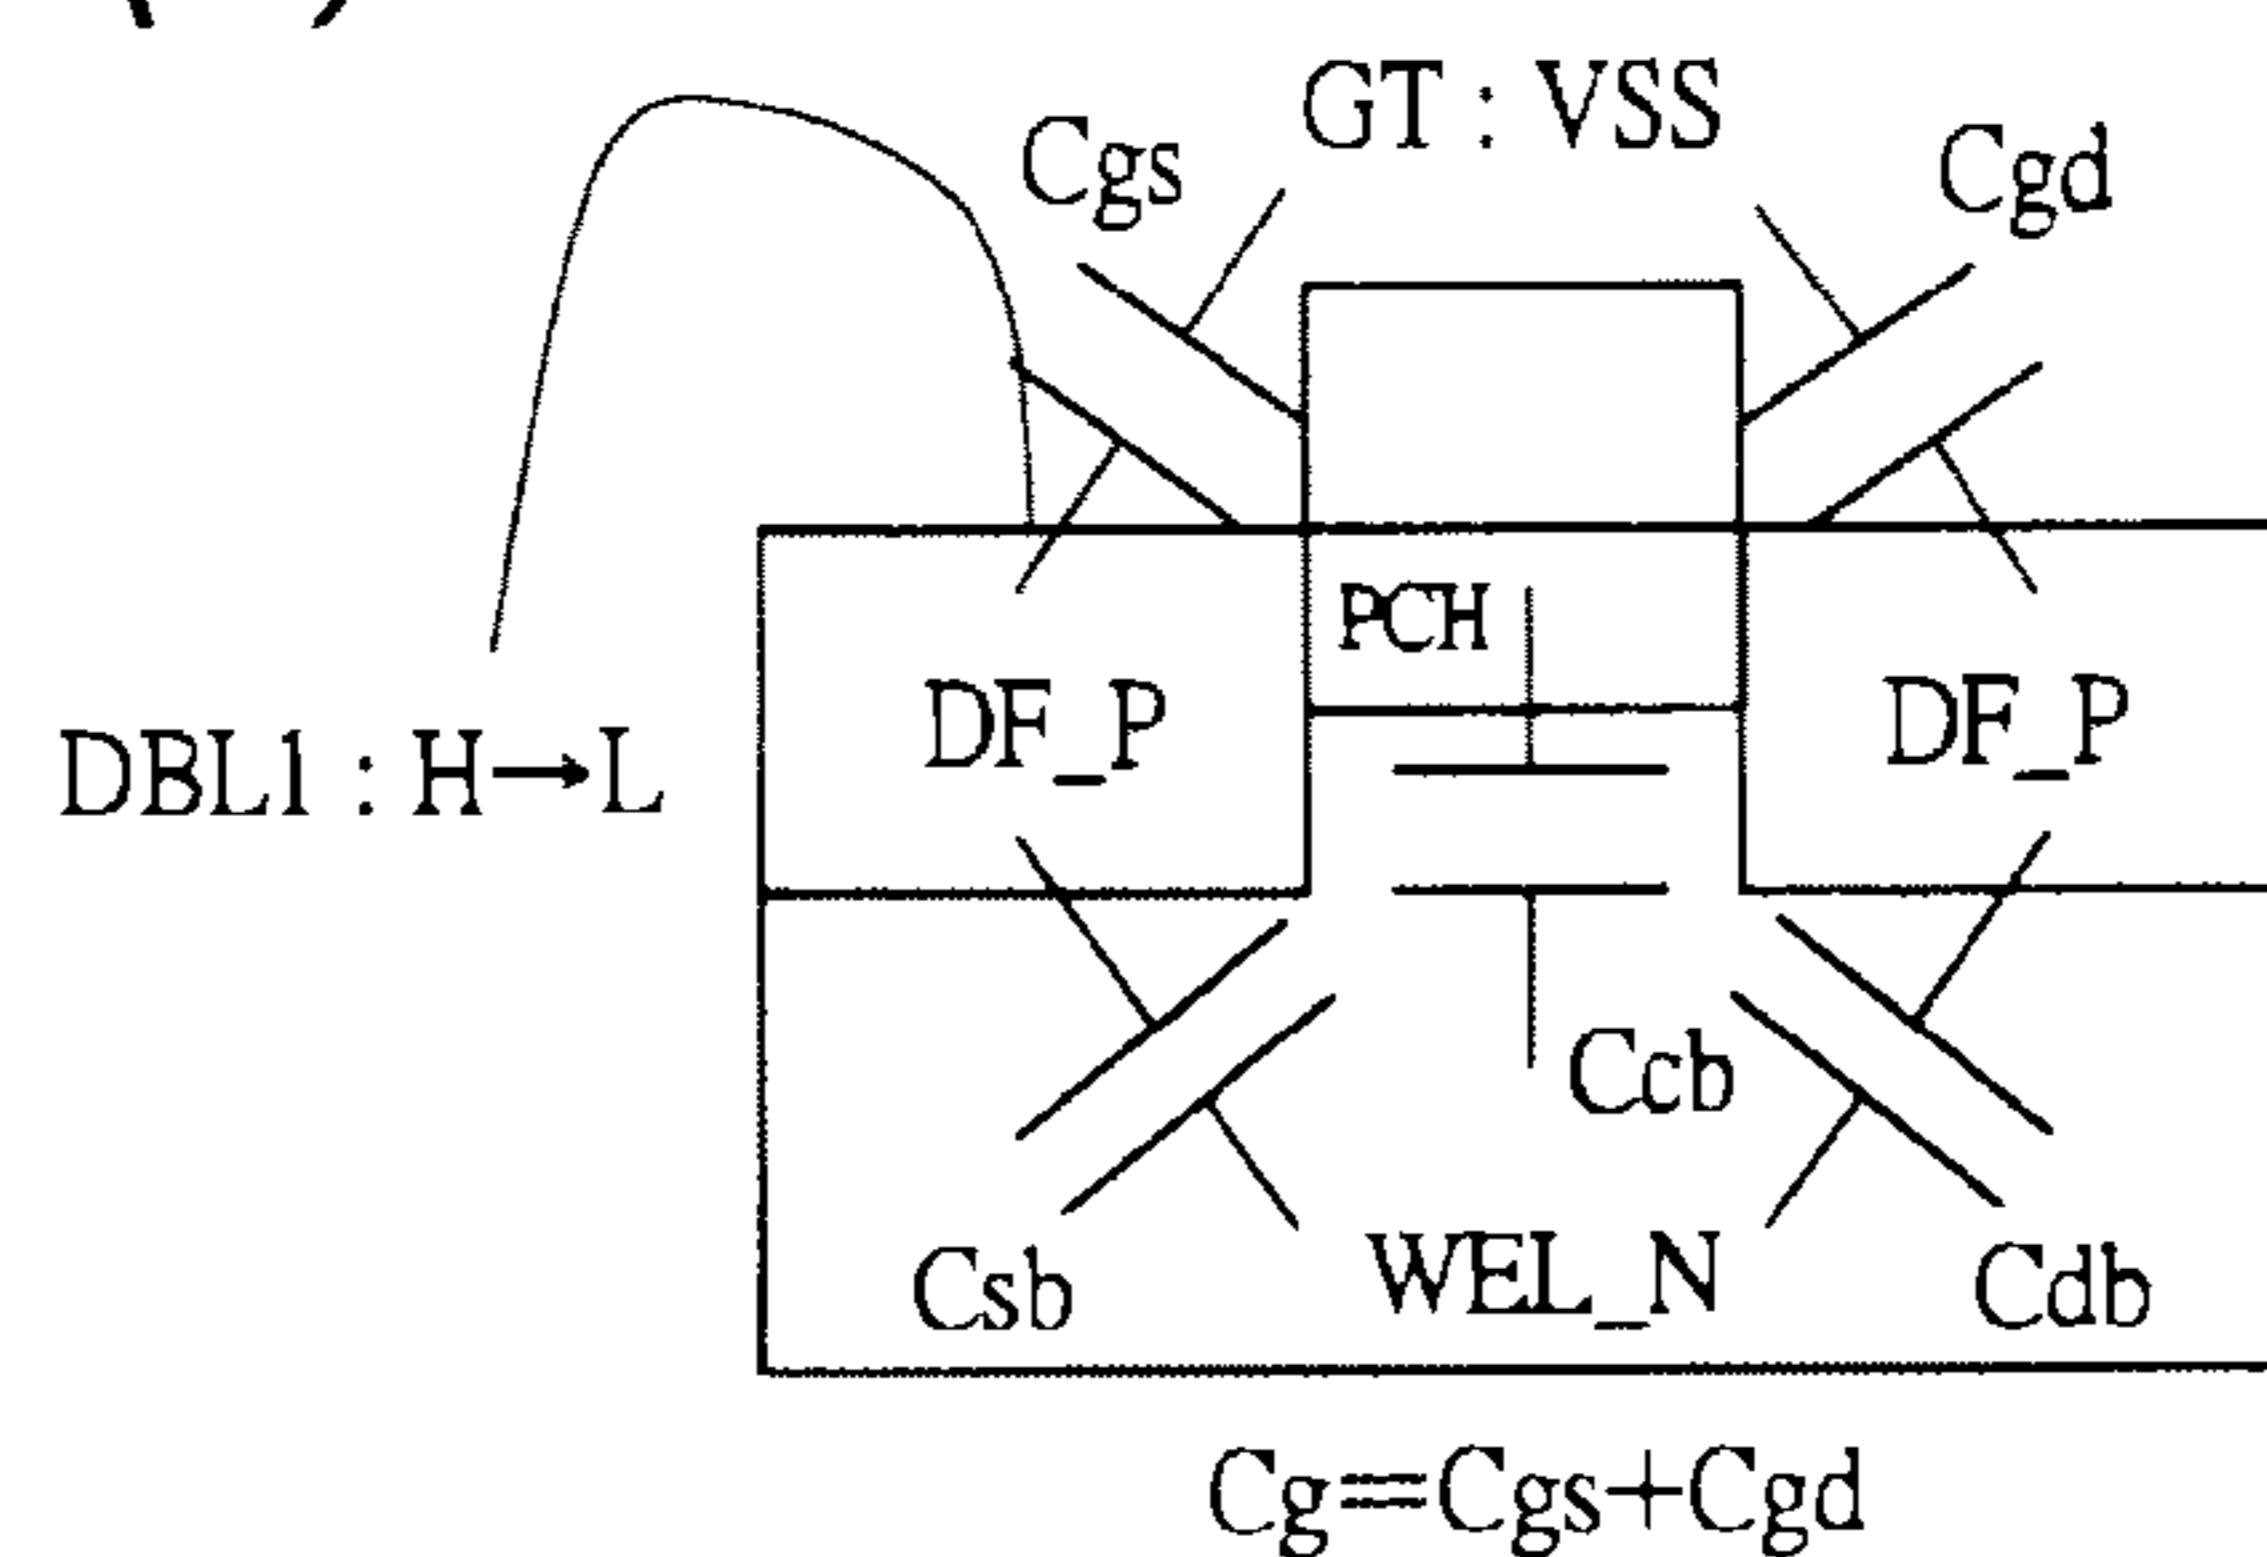 GT : VSS
Cgs
Cgd
PCH
DF_P
DF_P
DBL1 : H→L
Ccb
Csb
WEL_N
Cdb
Cg=Cgs+Cgd